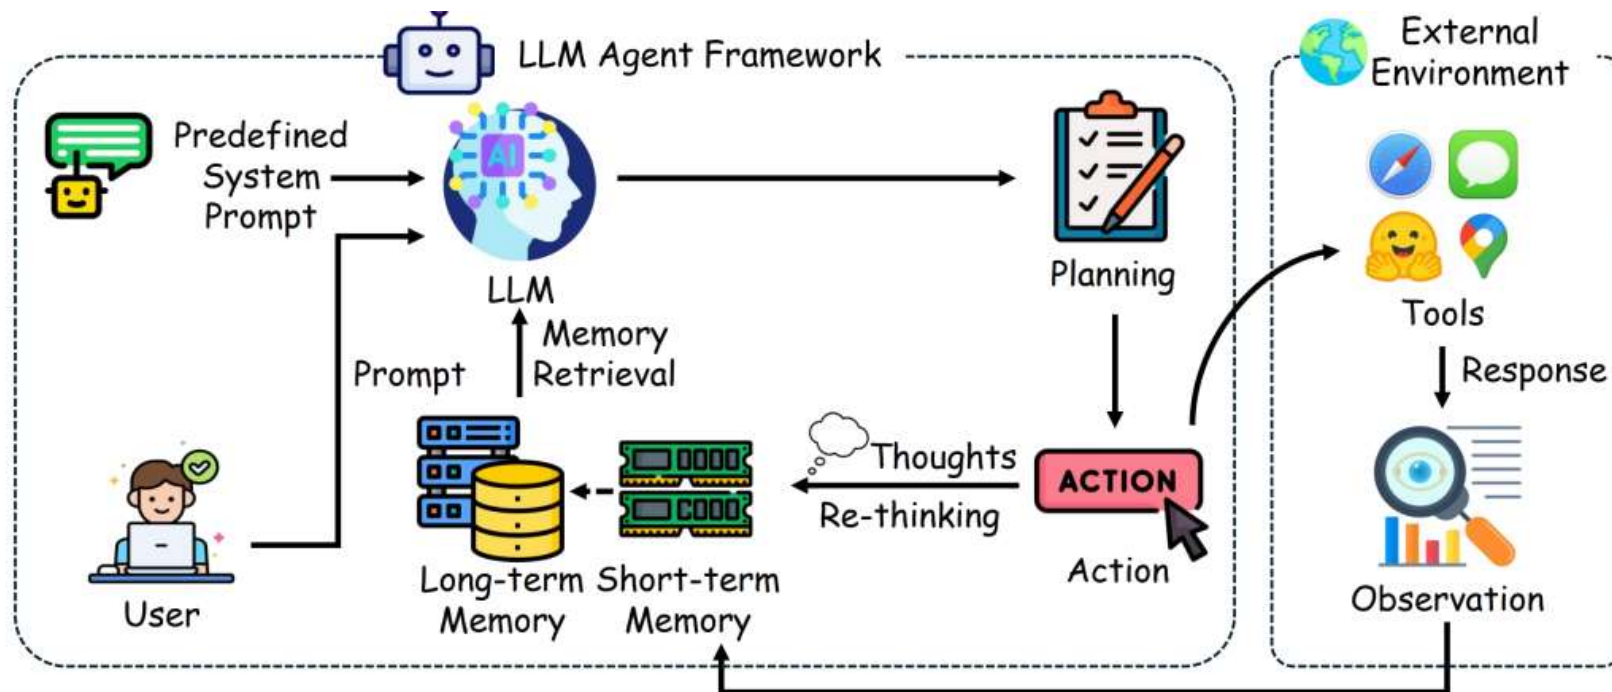 LLM Agent Framework
External
Environment
Predefined
System
Prompt
AI
LLM
Planning
Tools
Memory
Retrieval
Prompt
Response
Thoughts
Re-thinking
ACTION
Action
Long-term
Memory
Short-term
Memory
User
Observation